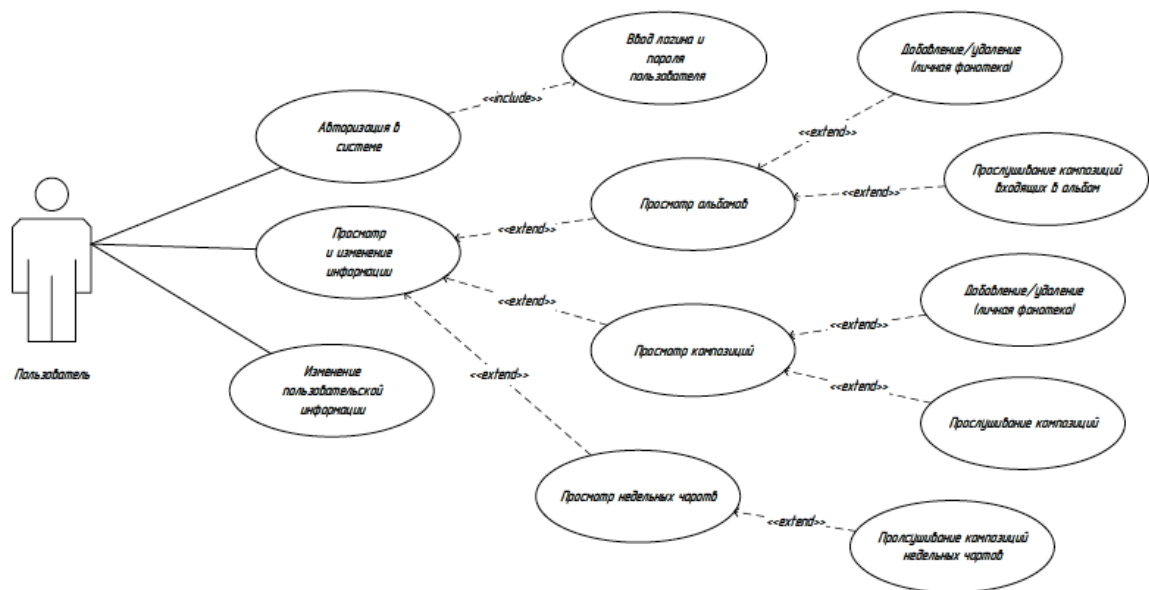 Ввод логина и
пароля
пользователя
Добавление/удаление
(личная фонотека)
<<include>>
Авторизация в
системе
<<extend>>
Прослушивание композиций
входящих в альбом
<<extend>>
Просмотр альбомов
<<extend>>
Просмотр
и изменение
информации
Добавление/удаление
(личная фонотека)
<<extend>>
<<extend>>
Просмотр композиций
Пользователь
Изменение
пользовательской
информации
<<extend>>
<<extend>>
Прослушивание композиций
Просмотр недельных чаротв
<<extend>>
Пролсушивание композиций
недельных чартов